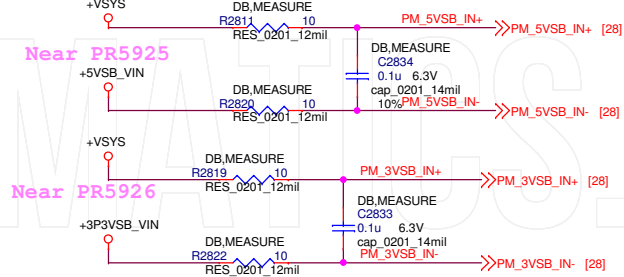 +VSYS
DB,MEASURE
R2811 10
RES_0201_12mil
PM_5VSB_IN+
PM_5VSB_IN+ [28]
Near PR5925
+5VSB_VIN
DB,MEASURE
C2834
0.1u 6.3V
cap_0201_14mil
10%
DB,MEASURE
R2820 10
RES_0201_12mil
PM_5VSB_IN-
PM_5VSB_IN- [28]
+VSYS
DB,MEASURE
R2819 10
RES_0201_12mil
PM_3VSB_IN+
PM_3VSB_IN+ [28]
Near PR5926
+3P3VSB_VIN
DB,MEASURE
C2833
0.1u 6.3V
cap_0201_14mil
DB,MEASURE
R2822 10
RES_0201_12mil
PM_3VSB_IN-
PM_3VSB_IN- [28]
MATICS